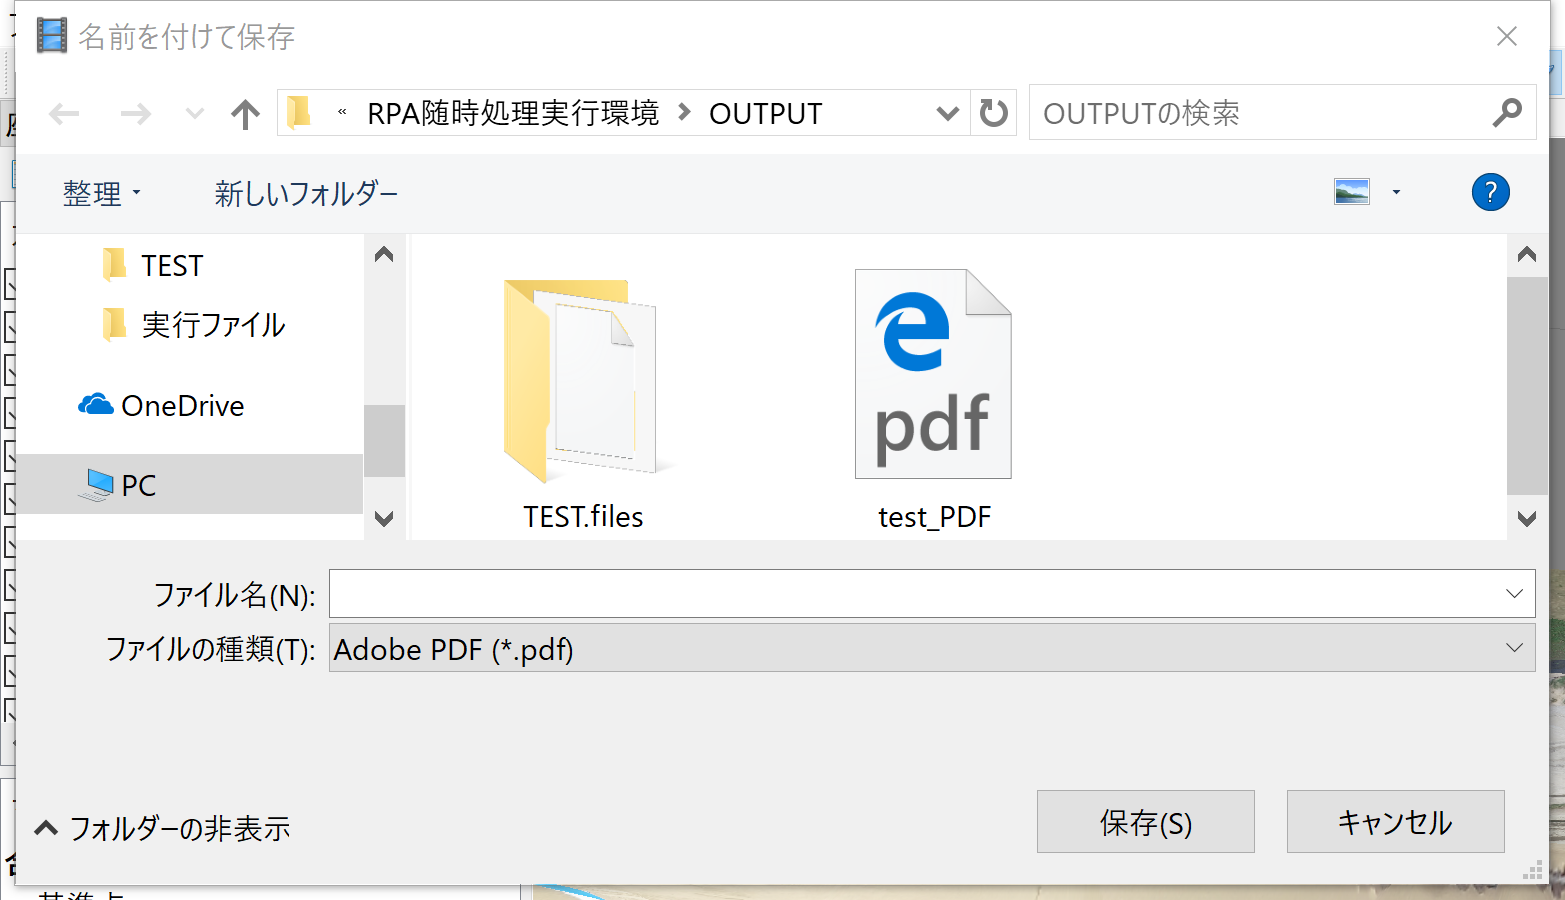 名前を付けて保存
« RPA随時処理実行環境 > OUTPUT
OUTPUTの検索
整理
新しいフォルダー
?
TEST
実行ファイル
OneDrive
PC
pdf
TEST.files
test_PDF
ファイル名(N):
ファイルの種類(T):
Adobe PDF (*.pdf)
フォルダーの非表示
保存(S)
キャンセル